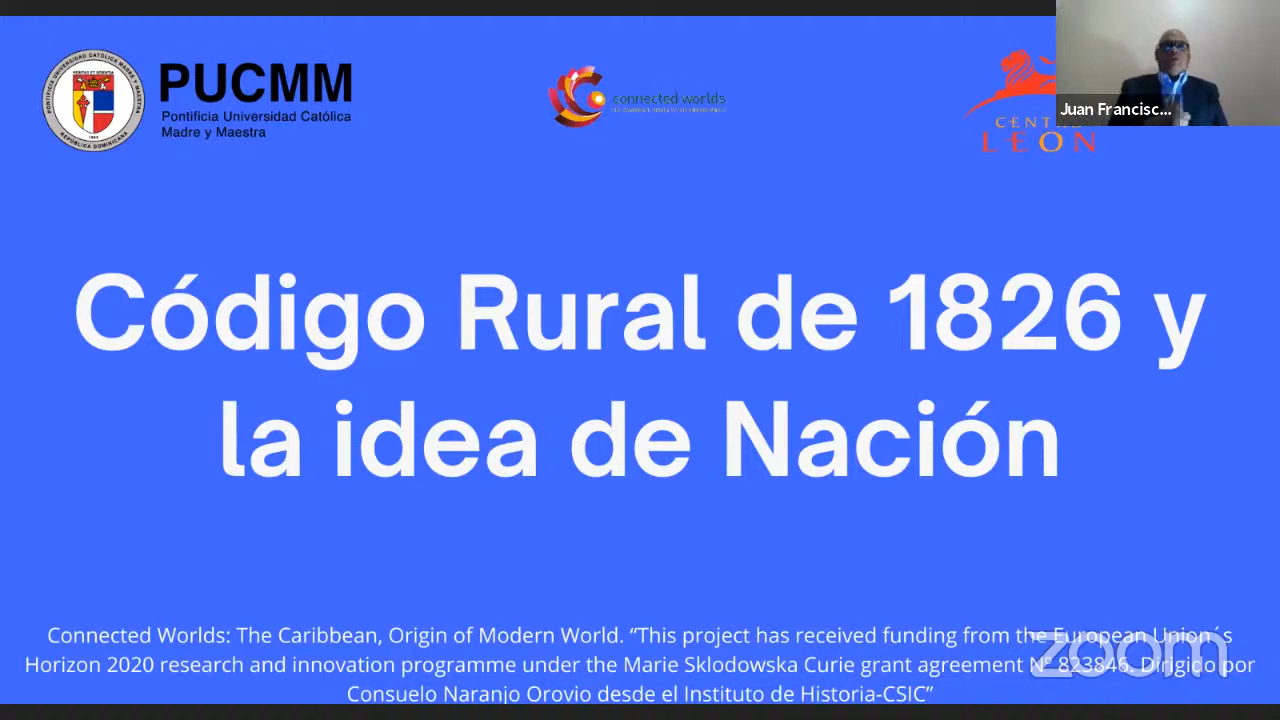 PUCMM
Pontificia Universidad Católica
Madre y Maestra
connected worlds
LEON
Juan Francisc...
Código Rural de 1826 y
la idea de Nación
Connected Worlds: The Caribbean, Origin of Modern World. “This project has received funding from the European Union´s
Horizon 2020 research and innovation programme under the Marie Sklodowska Curie grant agreement Nº 823846. Dirigido por
Consuelo Naranjo Orovio desde el Instituto de Historia-CSIC”
zoom